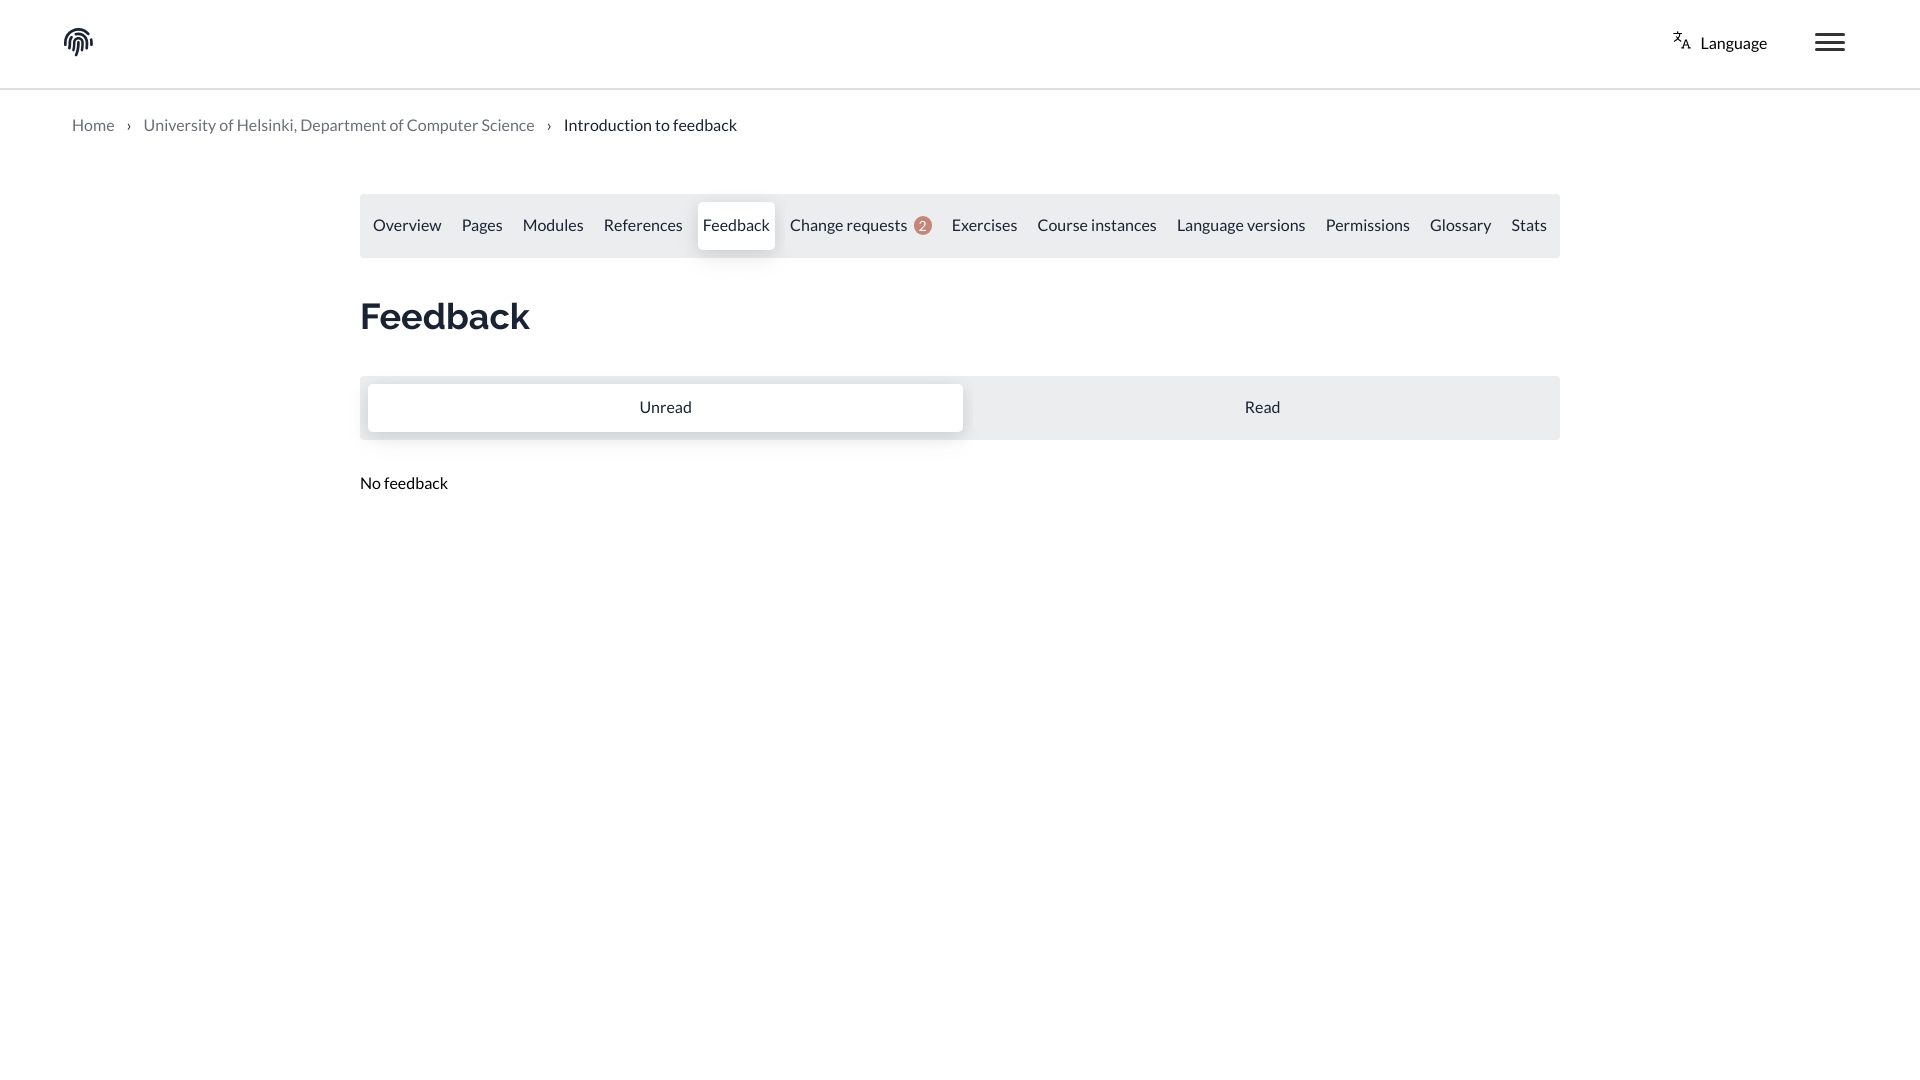 Language
Home › University of Helsinki, Department of Computer Science › Introduction to feedback
Overview Pages Modules References Feedback Change requests 2 Exercises Course instances Language versions Permissions Glossary Stats
Feedback
Unread Read
No feedback